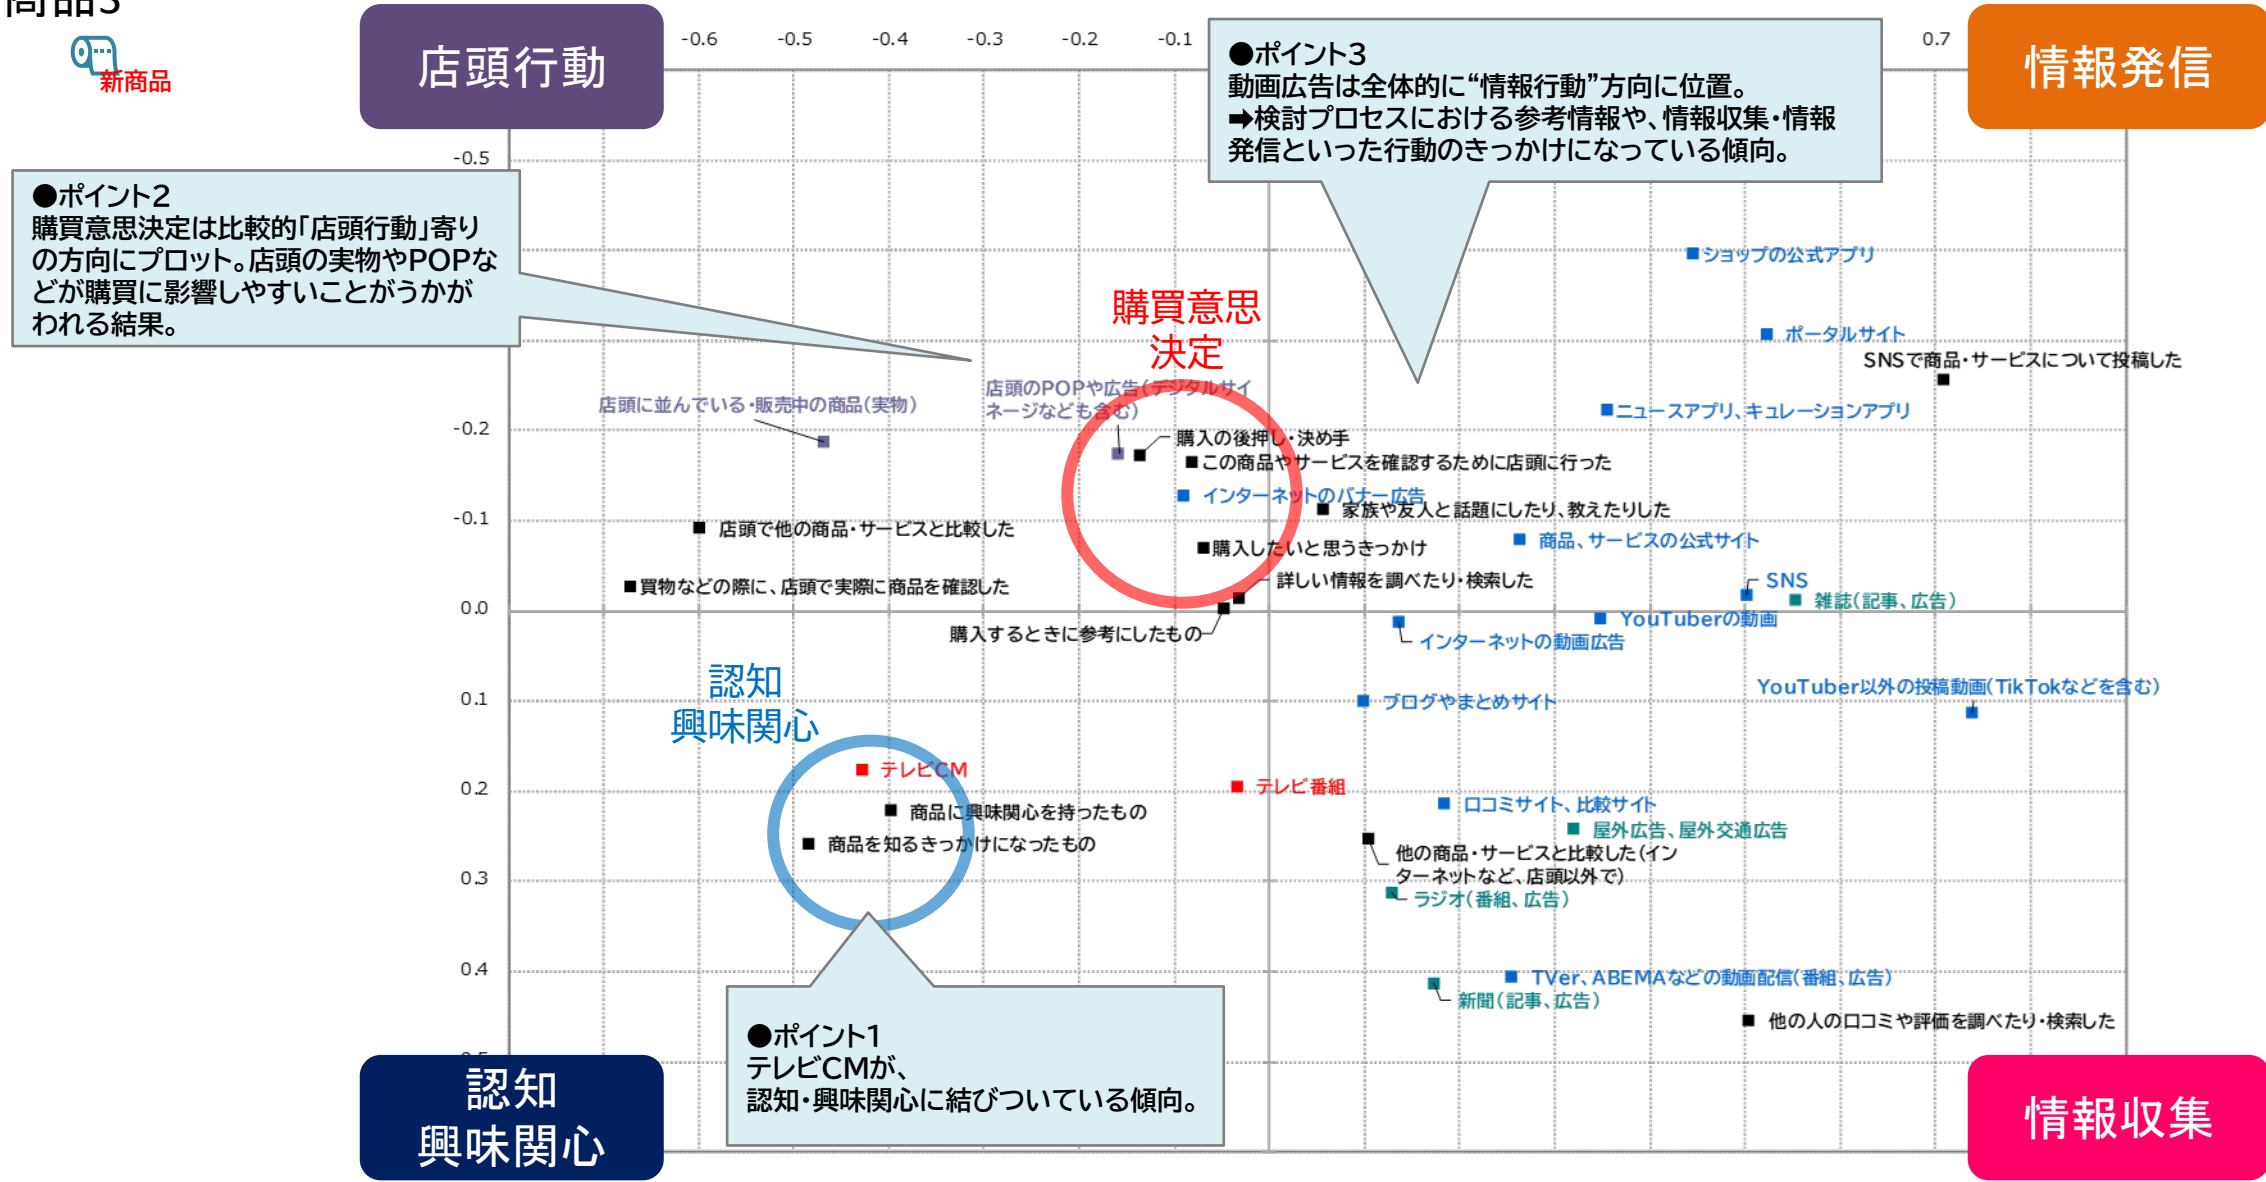 商品3
新商品
店頭行動
-0.6 -0.5 -0.4 -0.3 -0.2 -0.1 0.7
情報発信
●ポイント3
動画広告は全体的に“情報行動”方向に位置。
➡検討プロセスにおける参考情報や、情報収集・情報
発信といった行動のきっかけになっている傾向。
-0.5
●ポイント2
購買意思決定は比較的「店頭行動」寄り
の方向にプロット。店頭の実物やPOPな
どが購買に影響しやすいことがうかが
われる結果。
ショップの公式アプリ
購買意思
決定
ポータルサイト
SNSで商品・サービスについて投稿した
店頭のPOPや広告(デジタルサイ
ネージなども含む)
店頭に並んでいる・販売中の商品(実物)
ニュースアプリ、キュレーションアプリ
-0.2
購入の後押し・決め手
この商品やサービスを確認するために店頭に行った
インターネットのバナー広告
家族や友人と話題にしたり、教えたりした
-0.1
店頭で他の商品・サービスと比較した
商品、サービスの公式サイト
購入したいと思うきっかけ
買物などの際に、店頭で実際に商品を確認した
詳しい情報を調べたり・検索した
SNS
雑誌(記事、広告)
0.0
YouTuberの動画
購入するときに参考にしたもの
インターネットの動画広告
認知
興味関心
YouTuber以外の投稿動画(TikTokなどを含む)
0.1
ブログやまとめサイト
テレビCM
0.2
テレビ番組
商品に興味関心を持ったもの
口コミサイト、比較サイト
屋外広告、屋外交通広告
商品を知るきっかけになったもの
他の商品・サービスと比較した(イン
ターネットなど、店頭以外で)
0.3
ラジオ(番組、広告)
0.4
TVer、ABEMAなどの動画配信(番組、広告)
新聞(記事、広告)
他の人の口コミや評価を調べたり・検索した
●ポイント1
テレビCMが、
認知・興味関心に結びついている傾向。
認知
興味関心
情報収集